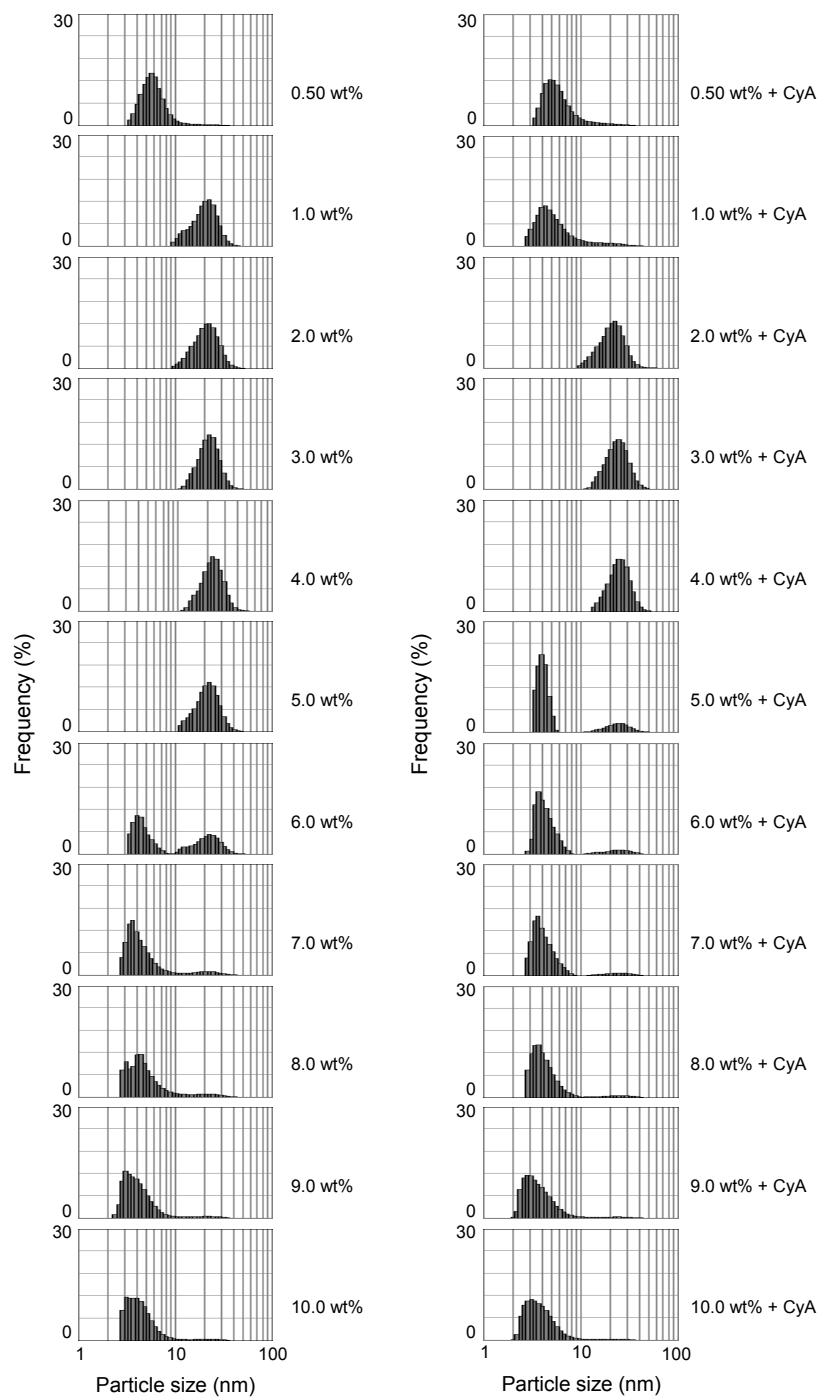 30
0
0.50 wt%
30
0
1.0 wt%
30
0
2.0 wt%
30
0
3.0 wt%
30
0
4.0 wt%
30
0
5.0 wt%
30
0
6.0 wt%
30
0
7.0 wt%
30
0
8.0 wt%
30
0
9.0 wt%
30
0
10.0 wt%
1 10 100
Particle size (nm)
Frequency (%)
30
0
0.50 wt% + CyA
30
0
1.0 wt% + CyA
30
0
2.0 wt% + CyA
30
0
3.0 wt% + CyA
30
0
4.0 wt% + CyA
30
0
5.0 wt% + CyA
30
0
6.0 wt% + CyA
30
0
7.0 wt% + CyA
30
0
8.0 wt% + CyA
30
0
9.0 wt% + CyA
30
0
10.0 wt% + CyA
1 10 100
Particle size (nm)
Frequency (%)